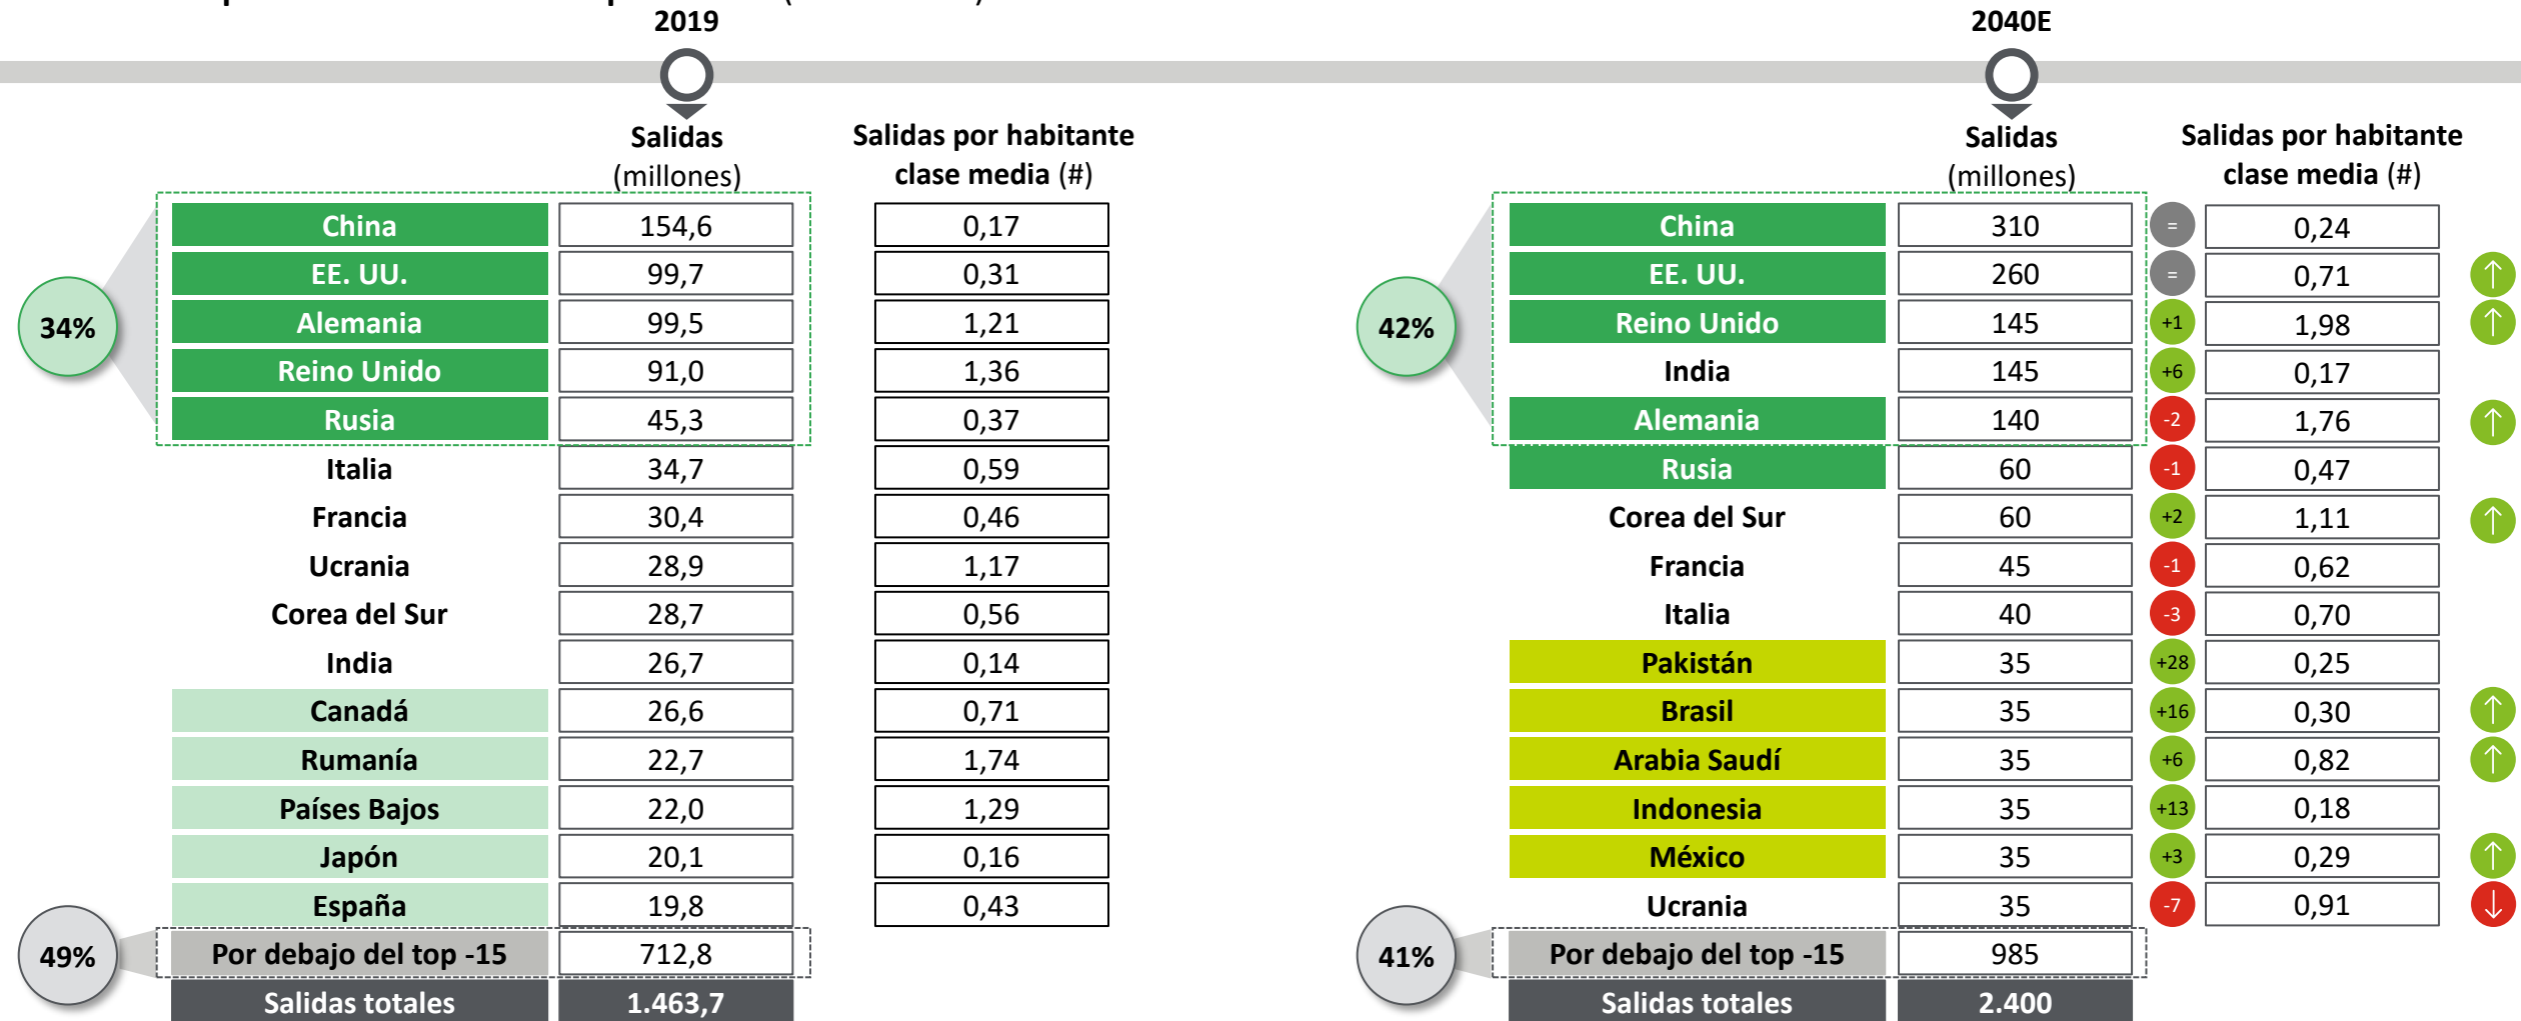 2019
Salidas
(millones)
Salidas por habitante
clase media (#)
China 154,6 0,17
EE. UU. 99,7 0,31
Alemania 99,5 1,21
Reino Unido 91,0 1,36
Rusia 45,3 0,37
34%
Italia 34,7 0,59
Francia 30,4 0,46
Ucrania 28,9 1,17
Corea del Sur 28,7 0,56
India 26,7 0,14
Canadá 26,6 0,71
Rumanía 22,7 1,74
Países Bajos 22,0 1,29
Japón 20,1 0,16
España 19,8 0,43
49%
Por debajo del top -15 712,8
Salidas totales 1.463,7
2040E
Salidas
(millones)
Salidas por habitante
clase media (#)
China 310 = 0,24
EE. UU. 260 = 0,71 ↑
Reino Unido 145 +1 1,98 ↑
India 145 +6 0,17
Alemania 140 -2 1,76 ↑
42%
Rusia 60 -1 0,47
Corea del Sur 60 +2 1,11 ↑
Francia 45 -1 0,62
Italia 40 -3 0,70
Pakistán 35 +28 0,25
Brasil 35 +16 0,30 ↑
Arabia Saudí 35 +6 0,82 ↑
Indonesia 35 +13 0,18
México 35 +3 0,29 ↑
Ucrania 35 -7 0,91 ↓
41%
Por debajo del top -15 985
Salidas totales 2.400